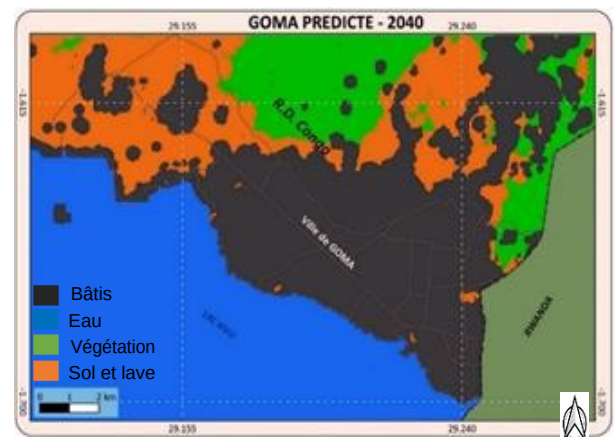 GOMA PREDICTE - 2040
29.155 29.240
-1.615 -1.615
R.D. Congo
Ville de GOMA
LAC KIVU
RWANDA
Bâtis
Eau
Végétation
Sol et lave
0 1 2 km
-1.700 -1.700
29.155 29.240